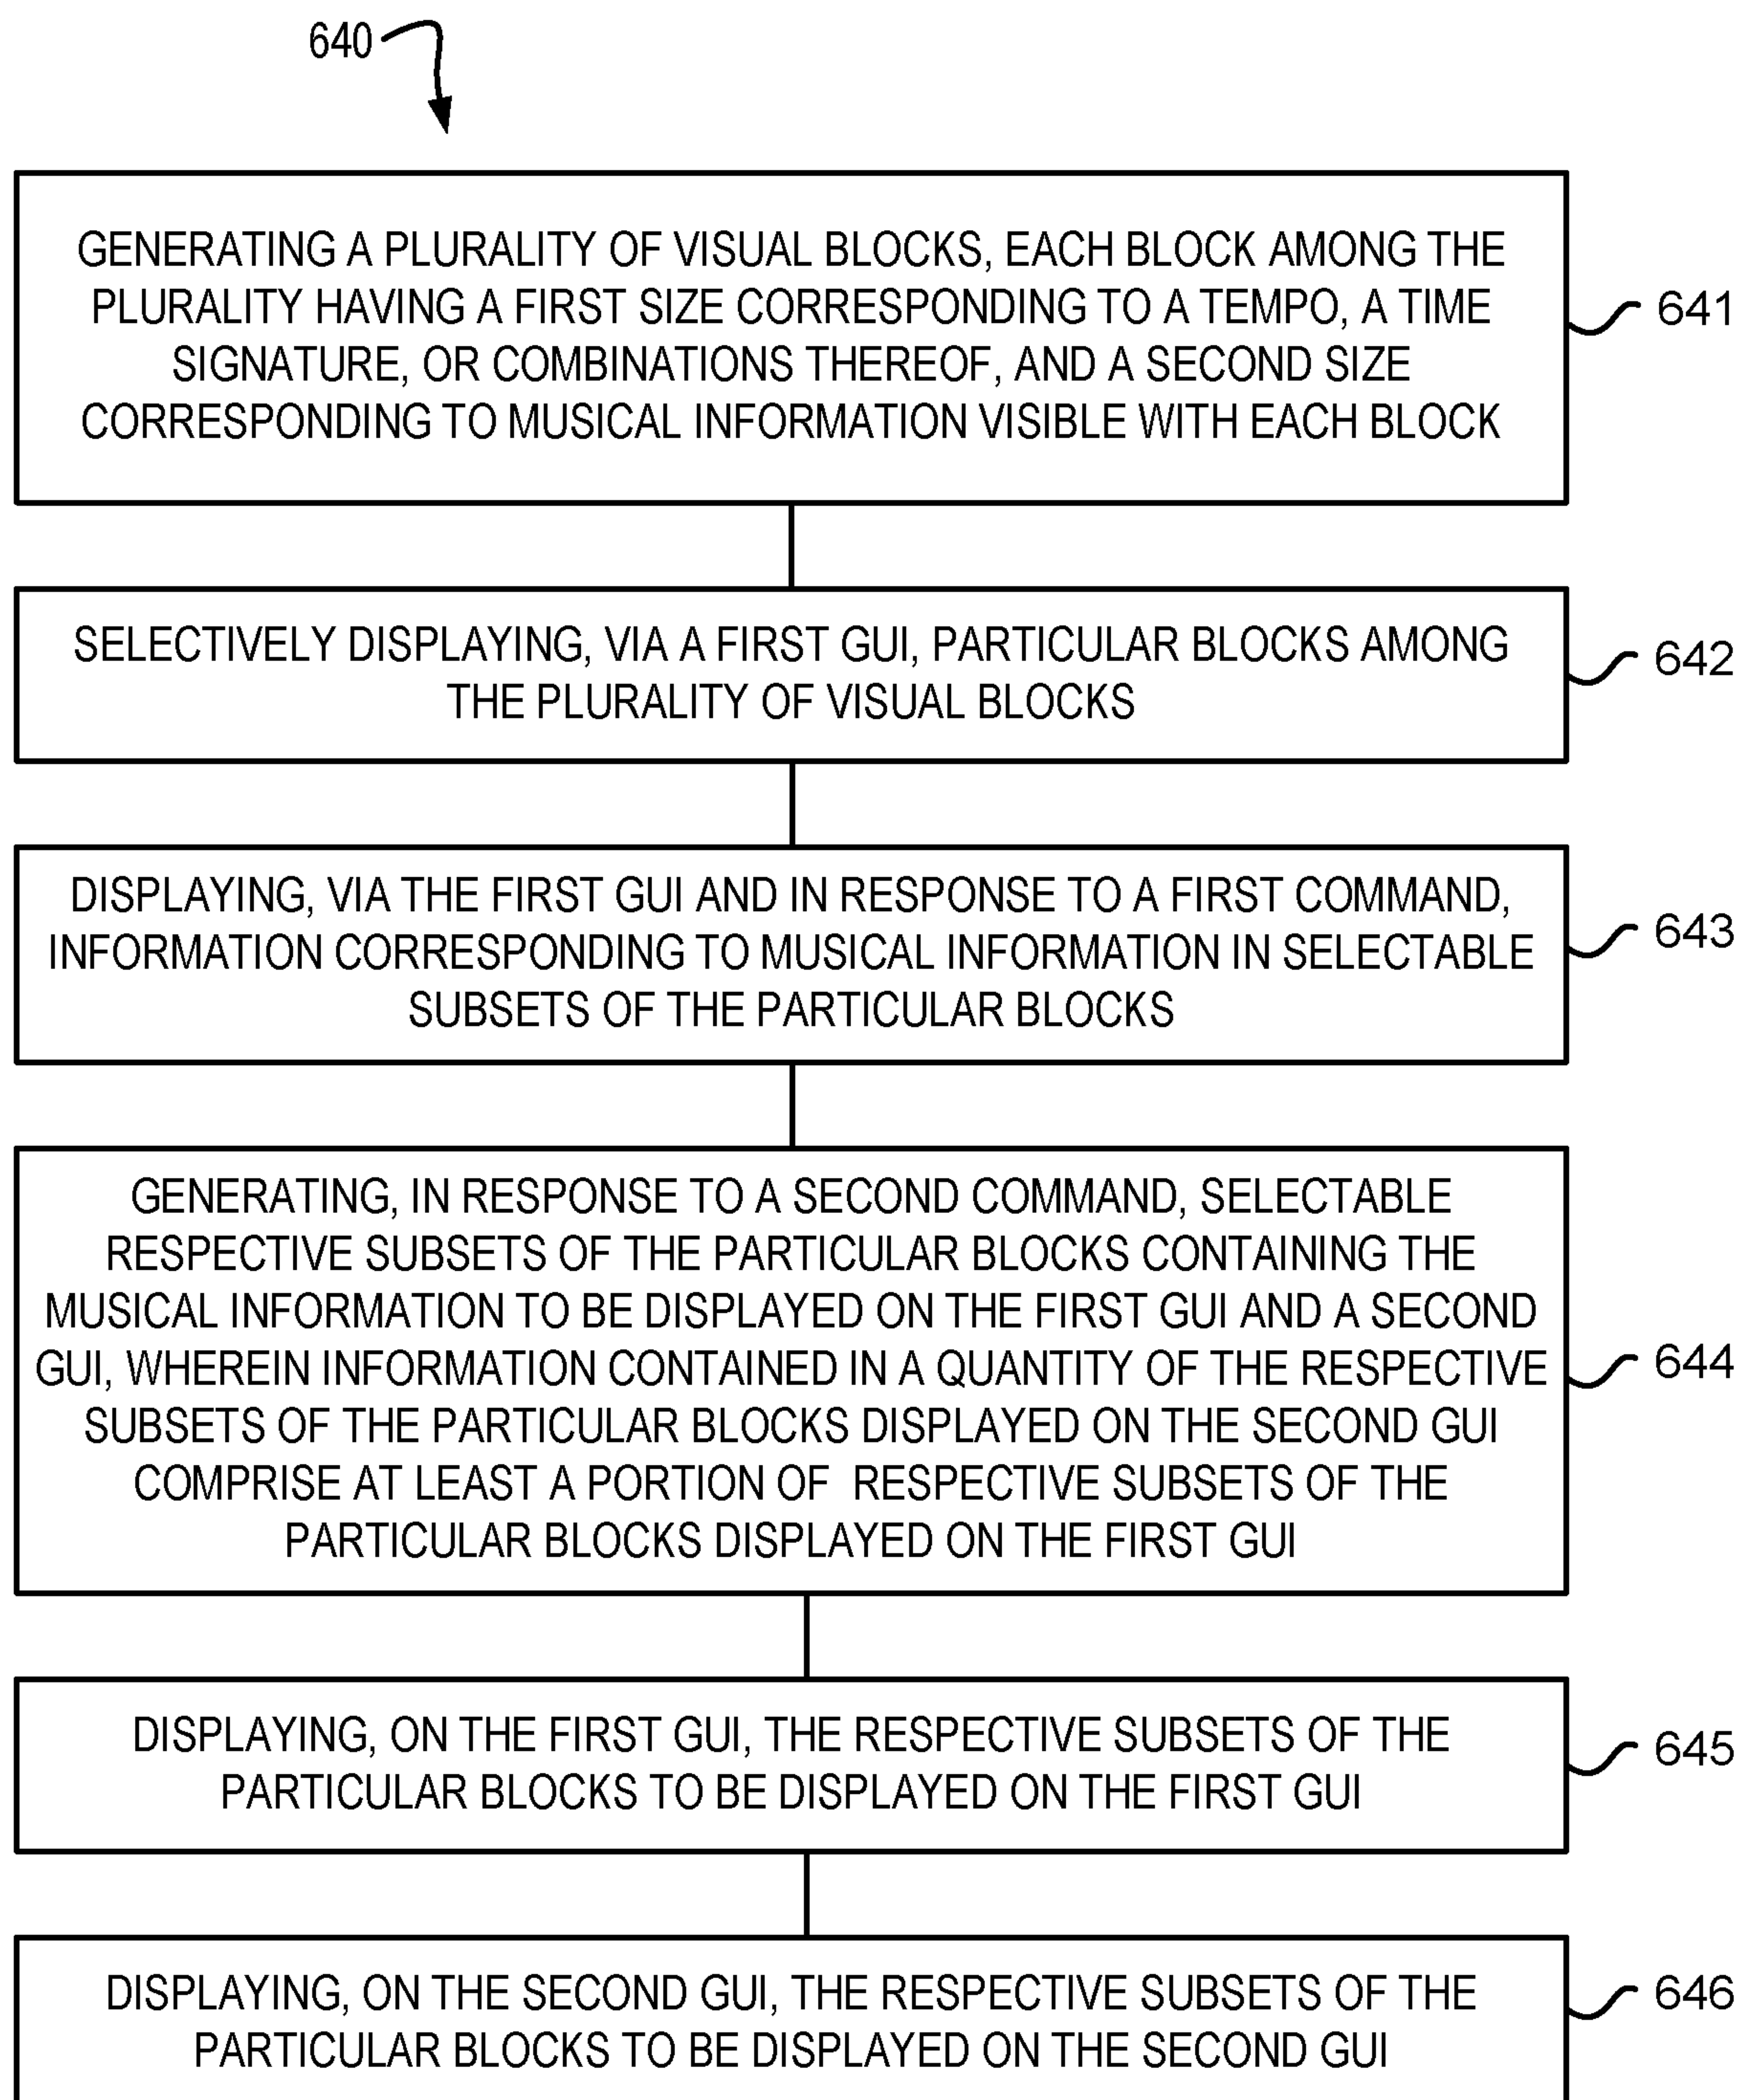 640
GENERATING A PLURALITY OF VISUAL BLOCKS, EACH BLOCK AMONG THE
PLURALITY HAVING A FIRST SIZE CORRESPONDING TO A TEMPO, A TIME
SIGNATURE, OR COMBINATIONS THEREOF, AND A SECOND SIZE
CORRESPONDING TO MUSICAL INFORMATION VISIBLE WITH EACH BLOCK
641
SELECTIVELY DISPLAYING, VIA A FIRST GUI, PARTICULAR BLOCKS AMONG
THE PLURALITY OF VISUAL BLOCKS
642
DISPLAYING, VIA THE FIRST GUI AND IN RESPONSE TO A FIRST COMMAND,
INFORMATION CORRESPONDING TO MUSICAL INFORMATION IN SELECTABLE
SUBSETS OF THE PARTICULAR BLOCKS
643
GENERATING, IN RESPONSE TO A SECOND COMMAND, SELECTABLE
RESPECTIVE SUBSETS OF THE PARTICULAR BLOCKS CONTAINING THE
MUSICAL INFORMATION TO BE DISPLAYED ON THE FIRST GUI AND A SECOND
GUI, WHEREIN INFORMATION CONTAINED IN A QUANTITY OF THE RESPECTIVE
SUBSETS OF THE PARTICULAR BLOCKS DISPLAYED ON THE SECOND GUI
COMPRISE AT LEAST A PORTION OF RESPECTIVE SUBSETS OF THE
PARTICULAR BLOCKS DISPLAYED ON THE FIRST GUI
644
DISPLAYING, ON THE FIRST GUI, THE RESPECTIVE SUBSETS OF THE
PARTICULAR BLOCKS TO BE DISPLAYED ON THE FIRST GUI
645
DISPLAYING, ON THE SECOND GUI, THE RESPECTIVE SUBSETS OF THE
PARTICULAR BLOCKS TO BE DISPLAYED ON THE SECOND GUI
646